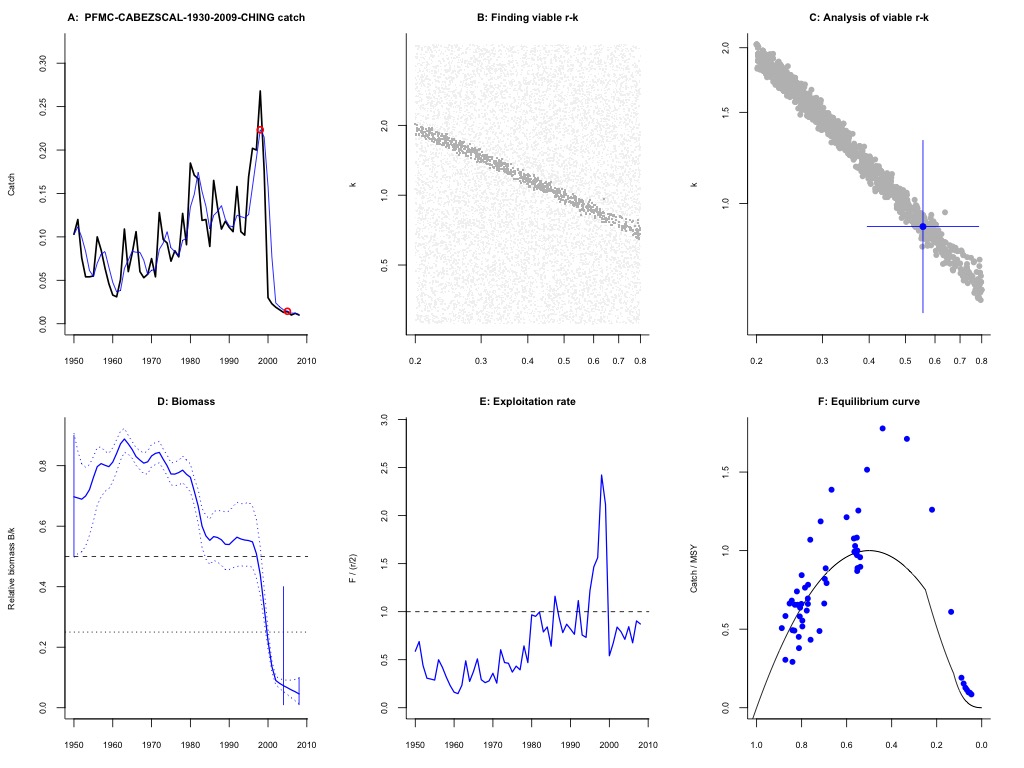 A: PFMC-CABEZSCAL-1930-2009-CHING catch
Catch
0.00 0.05 0.10 0.15 0.20 0.25 0.30
1950 1960 1970 1980 1990 2000 2010
B: Finding viable r-k
k
0.5 1.0 2.0
0.2 0.3 0.4 0.5 0.6 0.7 0.8
C: Analysis of viable r-k
k
1.0 1.5 2.0
0.2 0.3 0.4 0.5 0.6 0.7 0.8
D: Biomass
Relative biomass B/k
0.0 0.2 0.4 0.6 0.8
1950 1960 1970 1980 1990 2000 2010
E: Exploitation rate
F / (r/2)
0.0 0.5 1.0 1.5 2.0 2.5 3.0
1950 1960 1970 1980 1990 2000 2010
F: Equilibrium curve
Catch / MSY
0.0 0.5 1.0 1.5
1.0 0.8 0.6 0.4 0.2 0.0